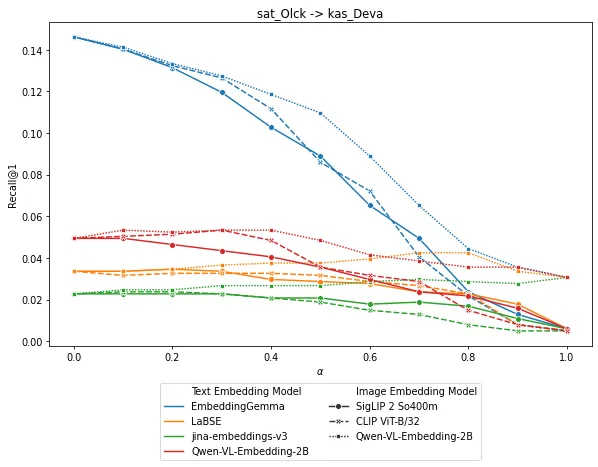 sat_Olck -> kas_Deva
0.14
0.12
0.10
0.08
0.06
0.04
0.02
0.00
Recall@1
0.0 0.2 0.4 0.6 0.8 1.0
α
Text Embedding Model
EmbeddingGemma
LaBSE
jina-embeddings-v3
Qwen-VL-Embedding-2B
Image Embedding Model
SigLIP 2 So400m
CLIP ViT-B/32
Qwen-VL-Embedding-2B